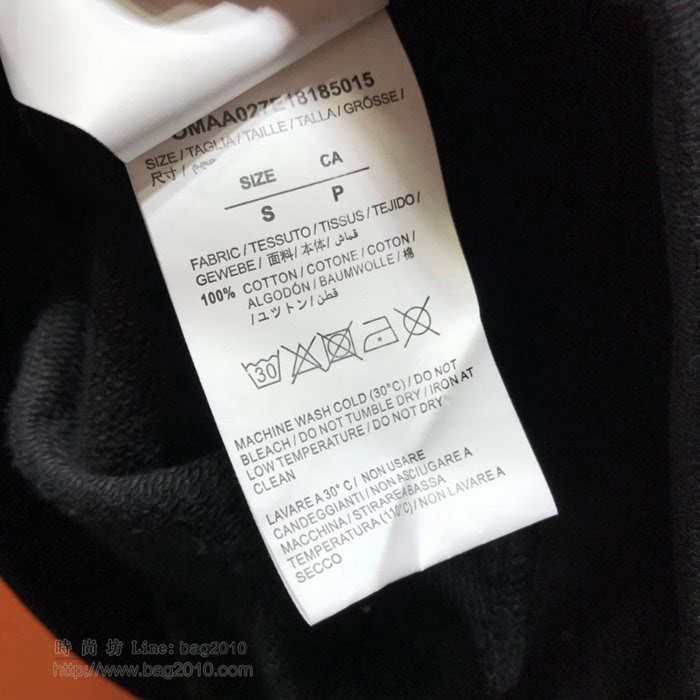 OMAA027E18185015
SIZE/TAGLIA/TAILLE/TALLA/GRÖSSE/
尺寸/
SIZE CA
S P
FABRIC/TESSUTO/TISSUS/TEJIDO/
GEWEBE/面料/本体/قماش
100% COTTON/COTONE/COTON/
ALGODÓN/BAUMWOLLE/棉
/ユツトン/قطن
30
MACHINE WASH COLD (30°C)/DO NOT
BLEACH/DO NOT TUMBLE DRY/IRON AT
LOW TEMPERATURE/DO NOT DRY
CLEAN
LAVARE A 30° C/NON USARE
CANDEGGIANTI/NON ASCIUGARE A
MACCHINA/STIRARE A BASSA
TEMPERATURA (110°C)/NON LAVARE A
SECCO
時尚坊 Line: bag2010
http://www.bag2010.com/